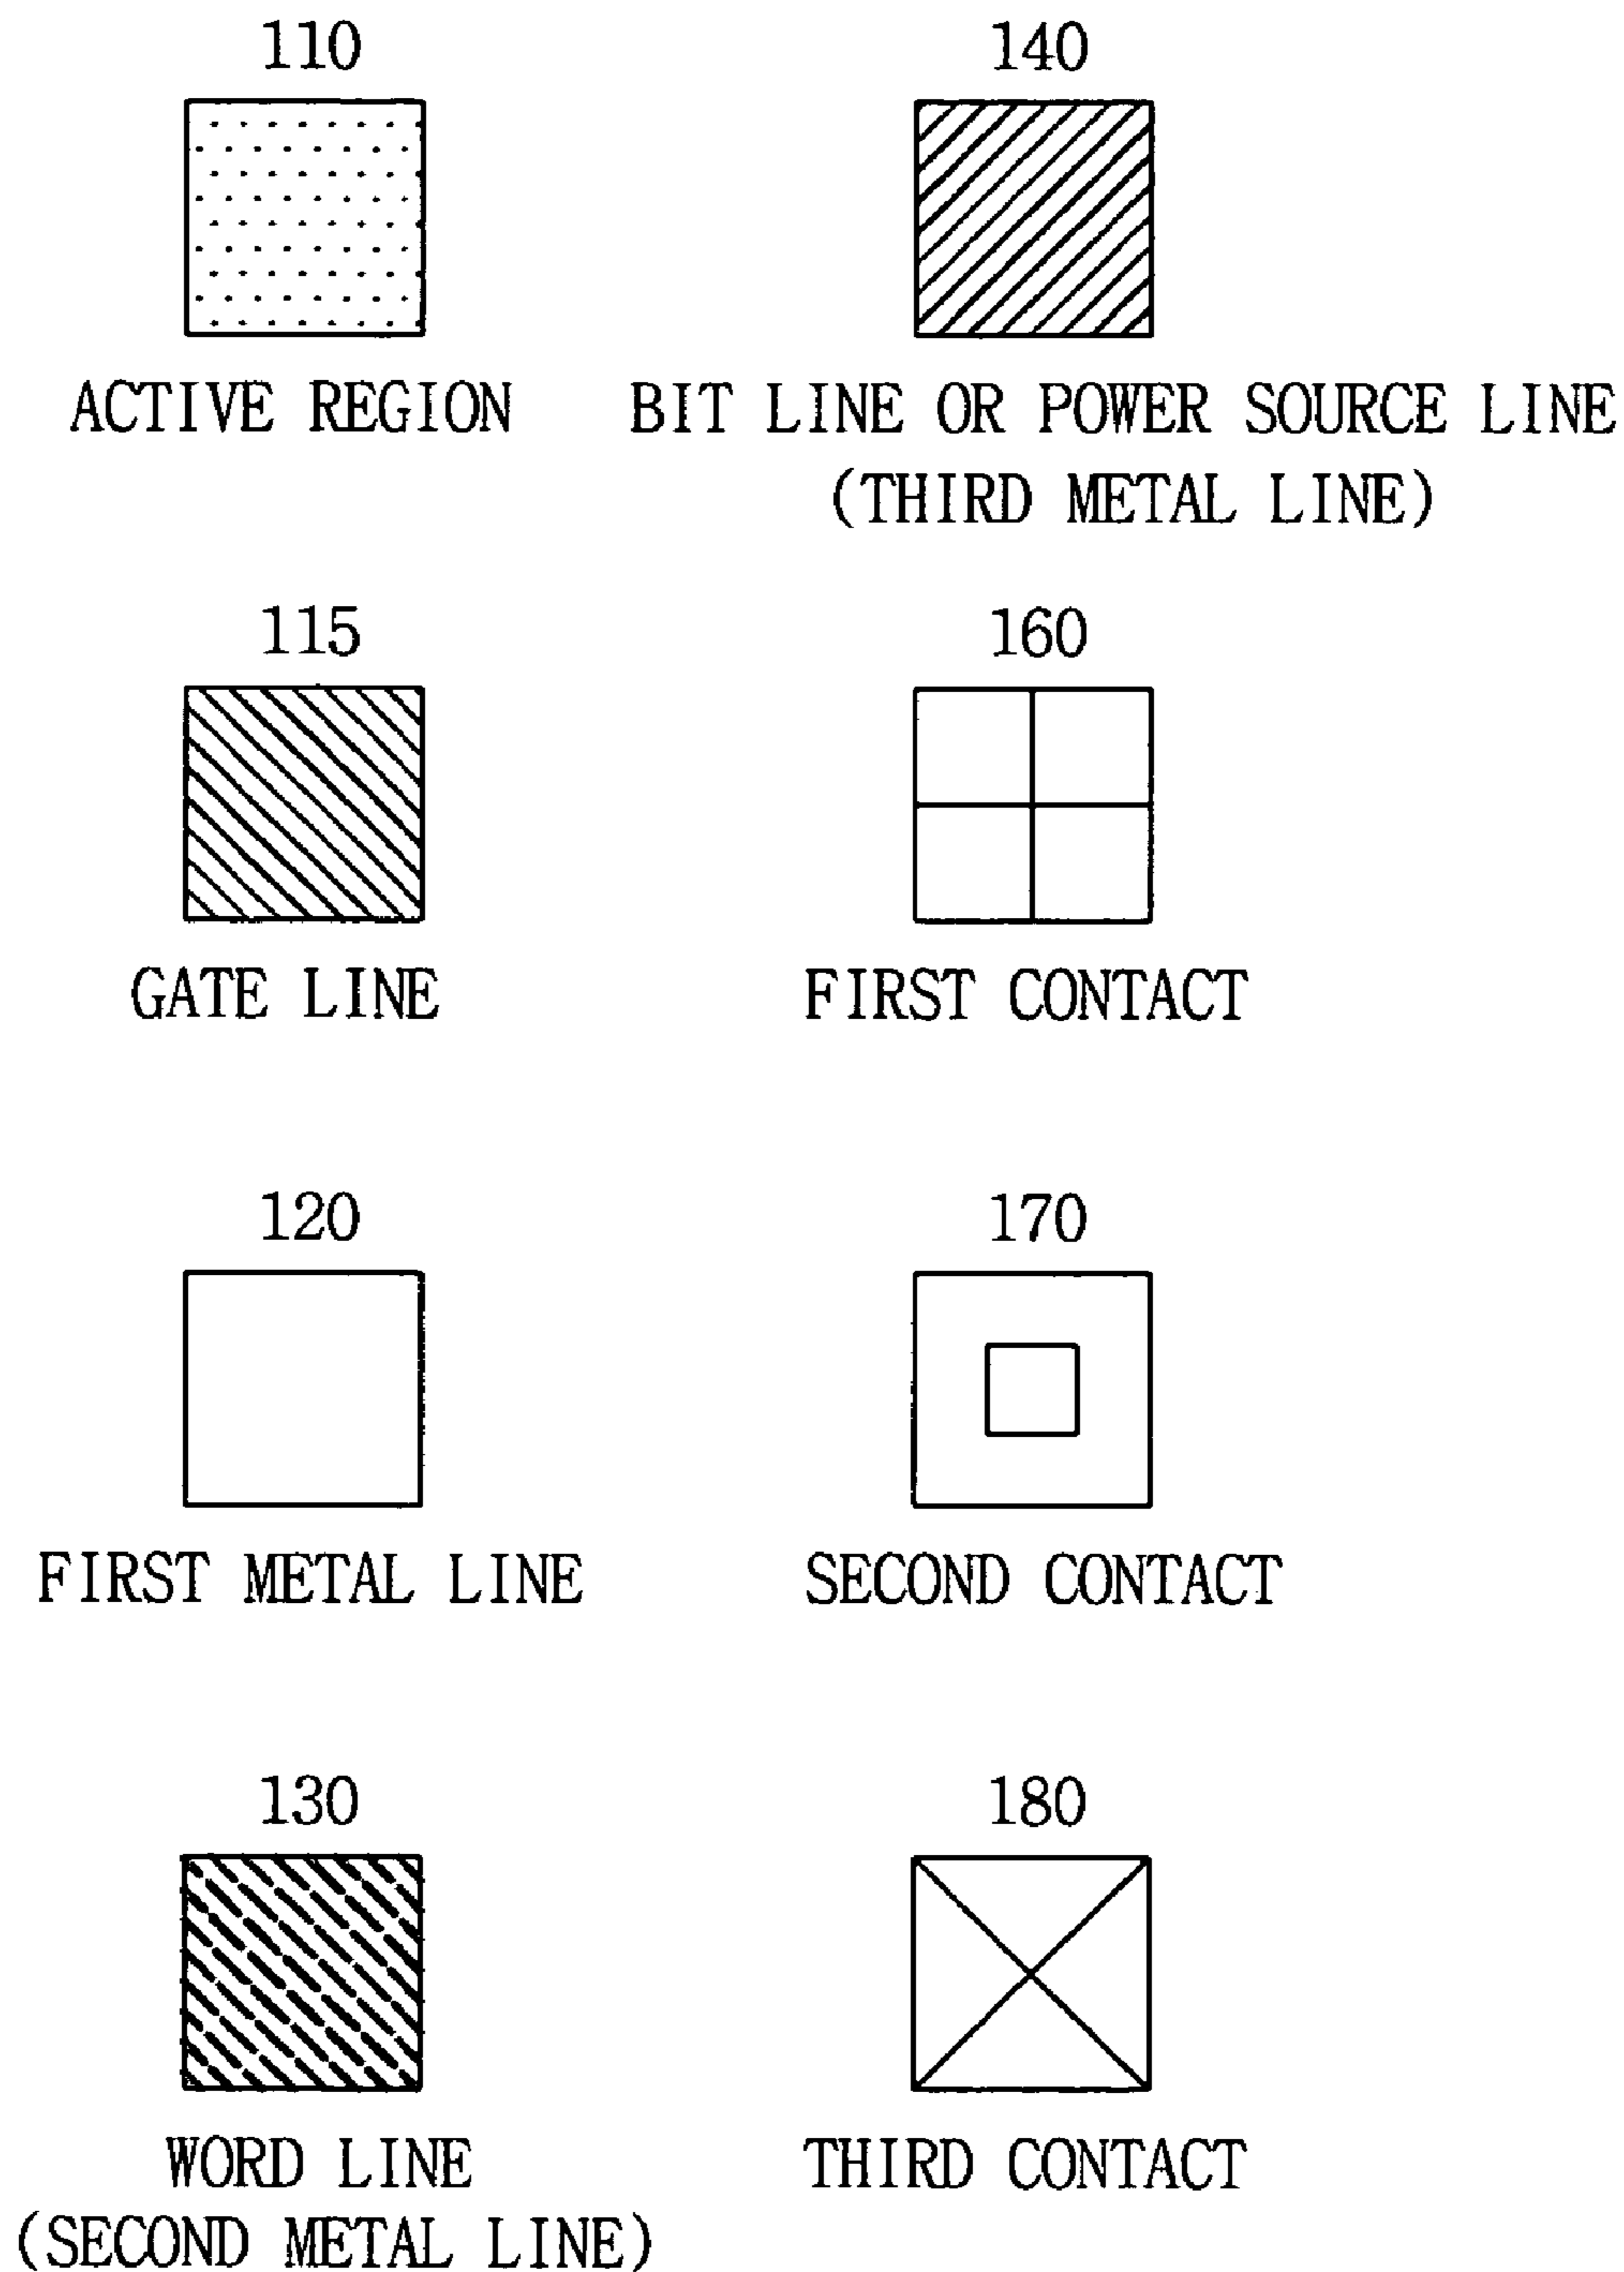 110
ACTIVE REGION
140
BIT LINE OR POWER SOURCE LINE
(THIRD METAL LINE)
115
GATE LINE
160
FIRST CONTACT
120
FIRST METAL LINE
170
SECOND CONTACT
130
WORD LINE
(SECOND METAL LINE)
180
THIRD CONTACT